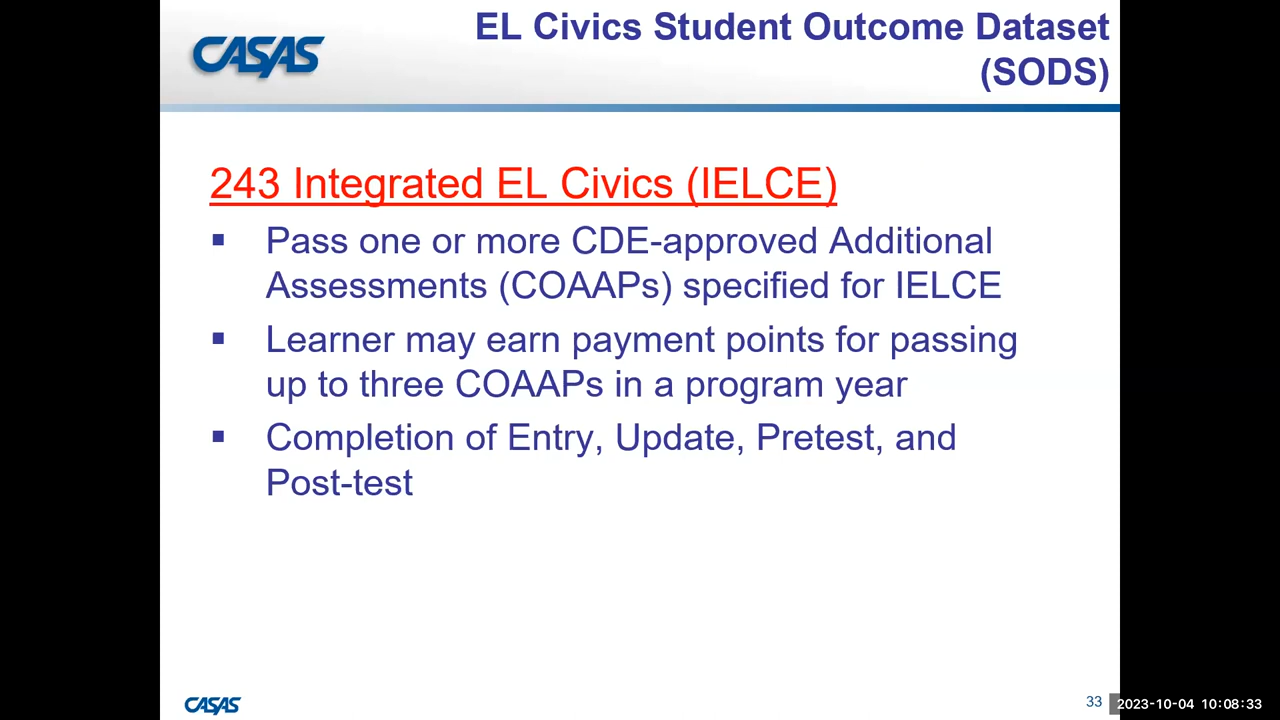 CASAS
EL Civics Student Outcome Dataset
(SODS)
243 Integrated EL Civics (IELCE)
▪ Pass one or more CDE-approved Additional
Assessments (COAAPs) specified for IELCE
▪ Learner may earn payment points for passing
up to three COAAPs in a program year
▪ Completion of Entry, Update, Pretest, and
Post-test
CASAS
33
2023-10-04 10:08:33